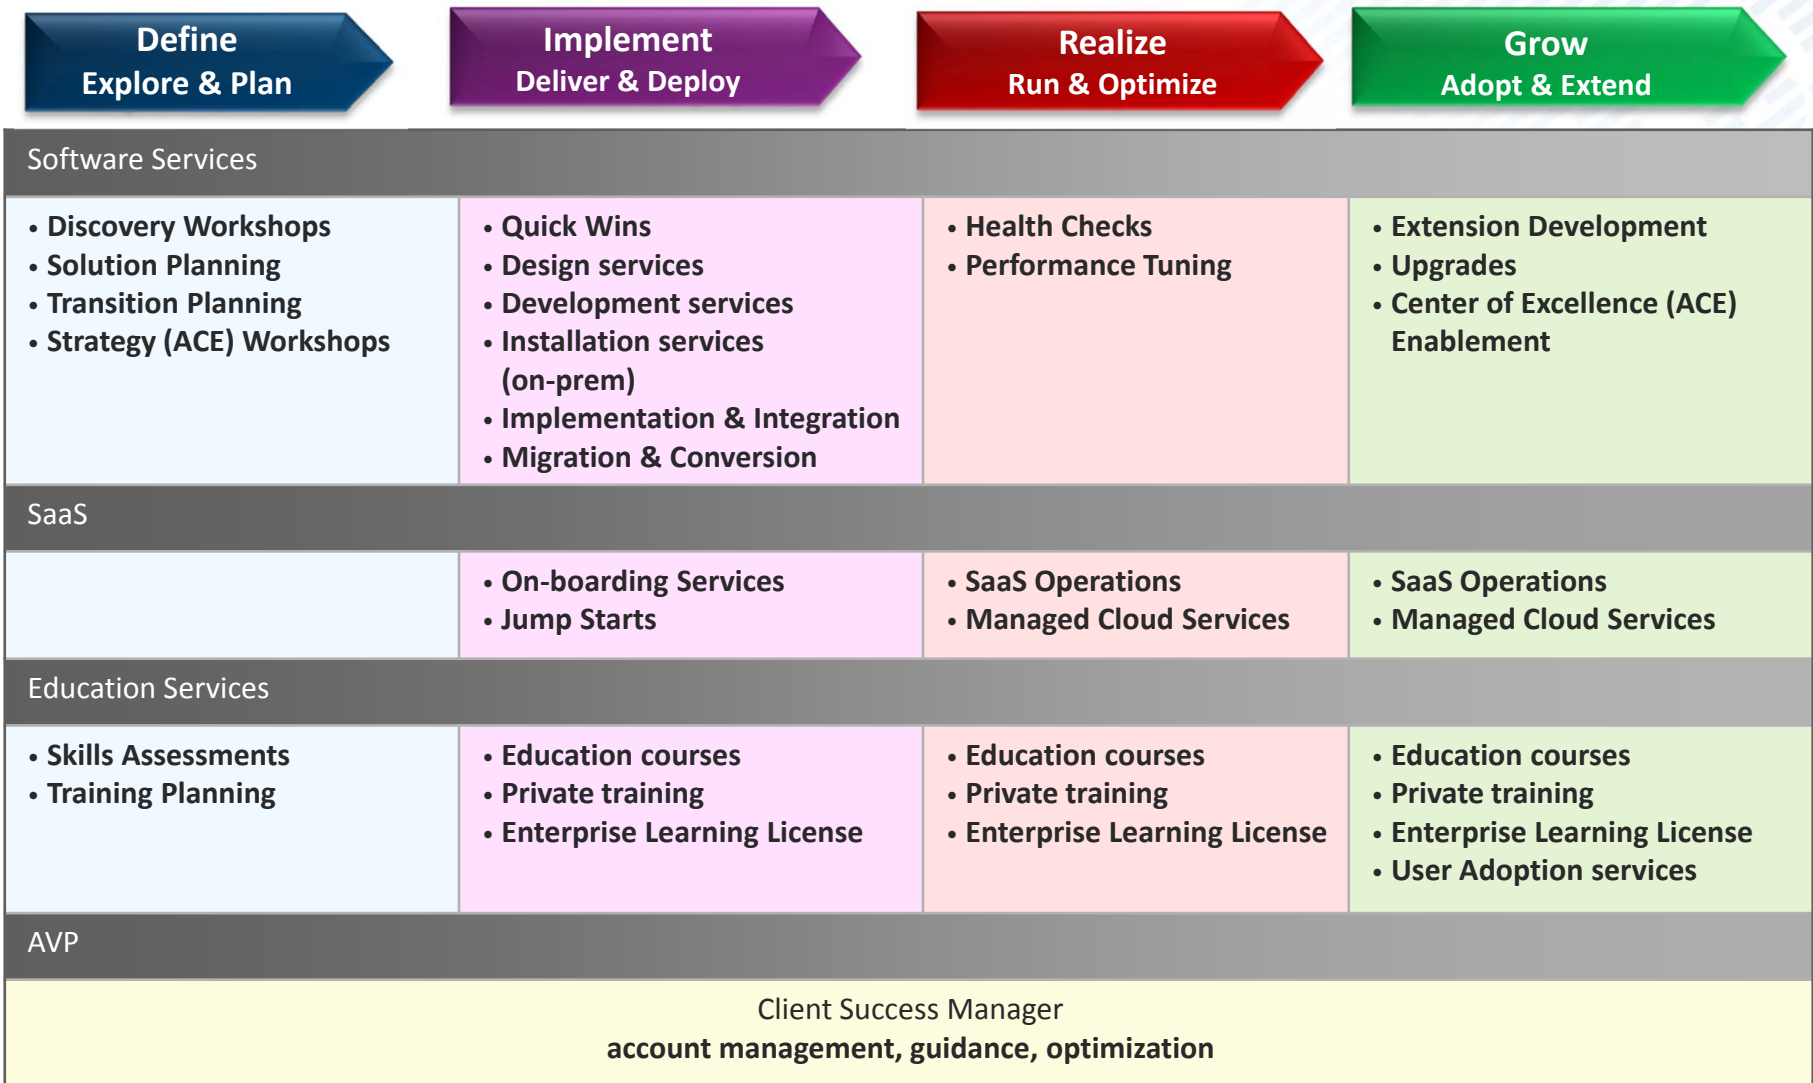 Define
Explore & Plan
Implement
Deliver & Deploy
Realize
Run & Optimize
Grow
Adopt & Extend
Software Services
• Discovery Workshops
• Solution Planning
• Transition Planning
• Strategy (ACE) Workshops
• Quick Wins
• Design services
• Development services
• Installation services
(on-prem)
• Implementation & Integration
• Migration & Conversion
• Health Checks
• Performance Tuning
• Extension Development
• Upgrades
• Center of Excellence (ACE)
Enablement
SaaS
• On-boarding Services
• Jump Starts
• SaaS Operations
• Managed Cloud Services
• SaaS Operations
• Managed Cloud Services
Education Services
• Skills Assessments
• Training Planning
• Education courses
• Private training
• Enterprise Learning License
• Education courses
• Private training
• Enterprise Learning License
• Education courses
• Private training
• Enterprise Learning License
• User Adoption services
AVP
Client Success Manager
account management, guidance, optimization